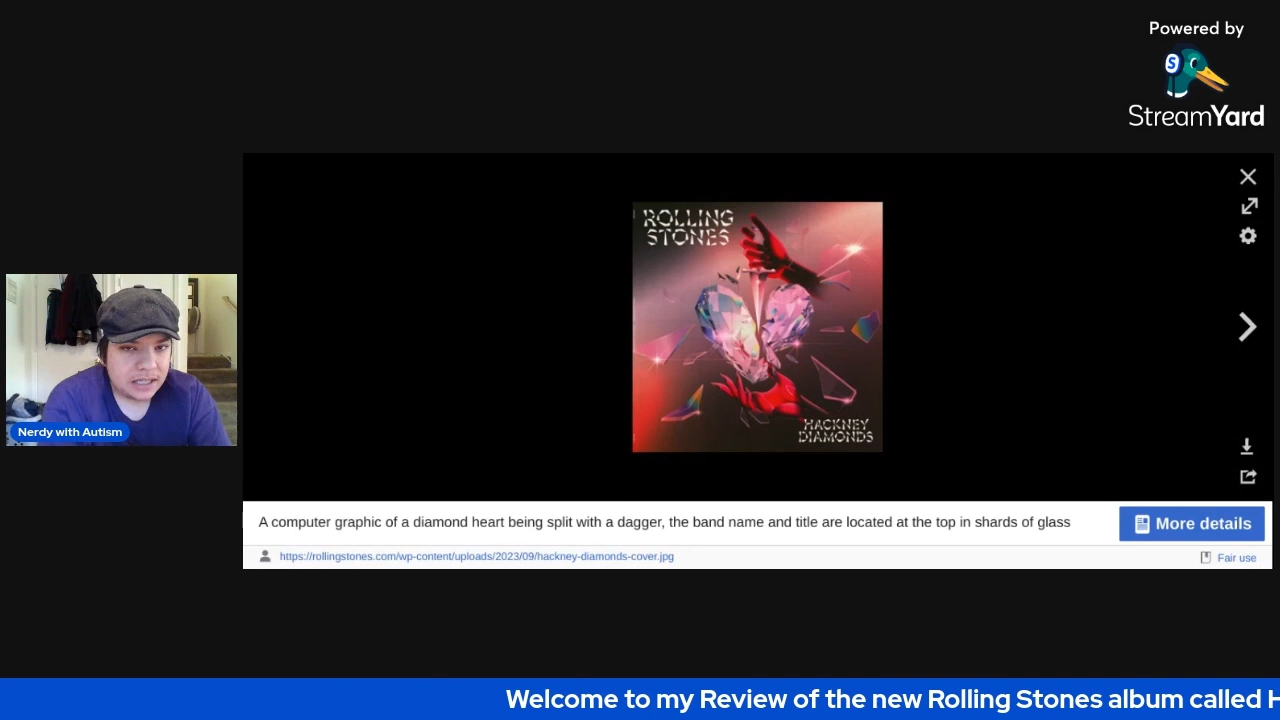 Powered by
S
StreamYard
ROLLING
STONES
HACKNEY
DIAMONDS
Nerdy with Autism
A computer graphic of a diamond heart being split with a dagger, the band name and title are located at the top in shards of glass
More details
https://rollingstones.com/wp-content/uploads/2023/09/hackney-diamonds-cover.jpg
Fair use
Welcome to my Review of the new Rolling Stones album called H